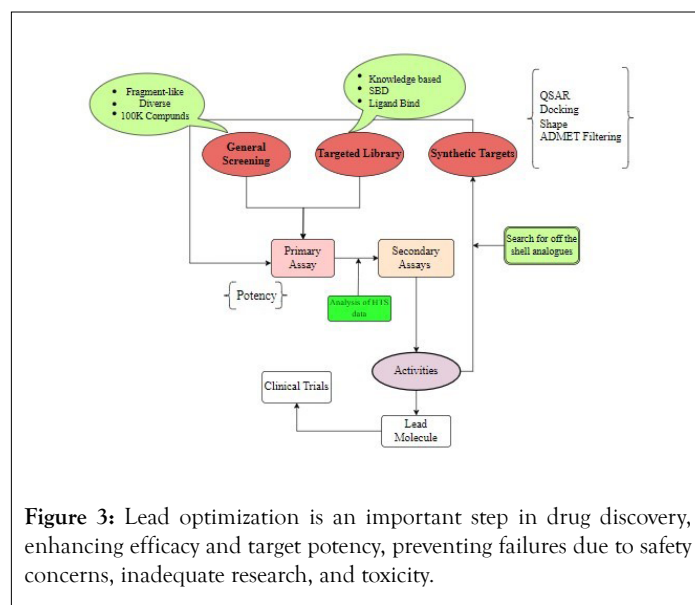 Fragment-like
Diverse
100K Compunds
Knowledge based
SBD
Ligand Bind
QSAR
Docking
Shape
ADMET Filtering
General
Screening
Targeted Library
Synthetic Targets
Search for off the
shell analogues
Primary
Assay
Secondary
Assays
Potency
Analysis of HTS
data
Activities
Clinical Trials
Lead
Molecule
Figure 3: Lead optimization is an important step in drug discovery,
enhancing efficacy and target potency, preventing failures due to safety
concerns, inadequate research, and toxicity.